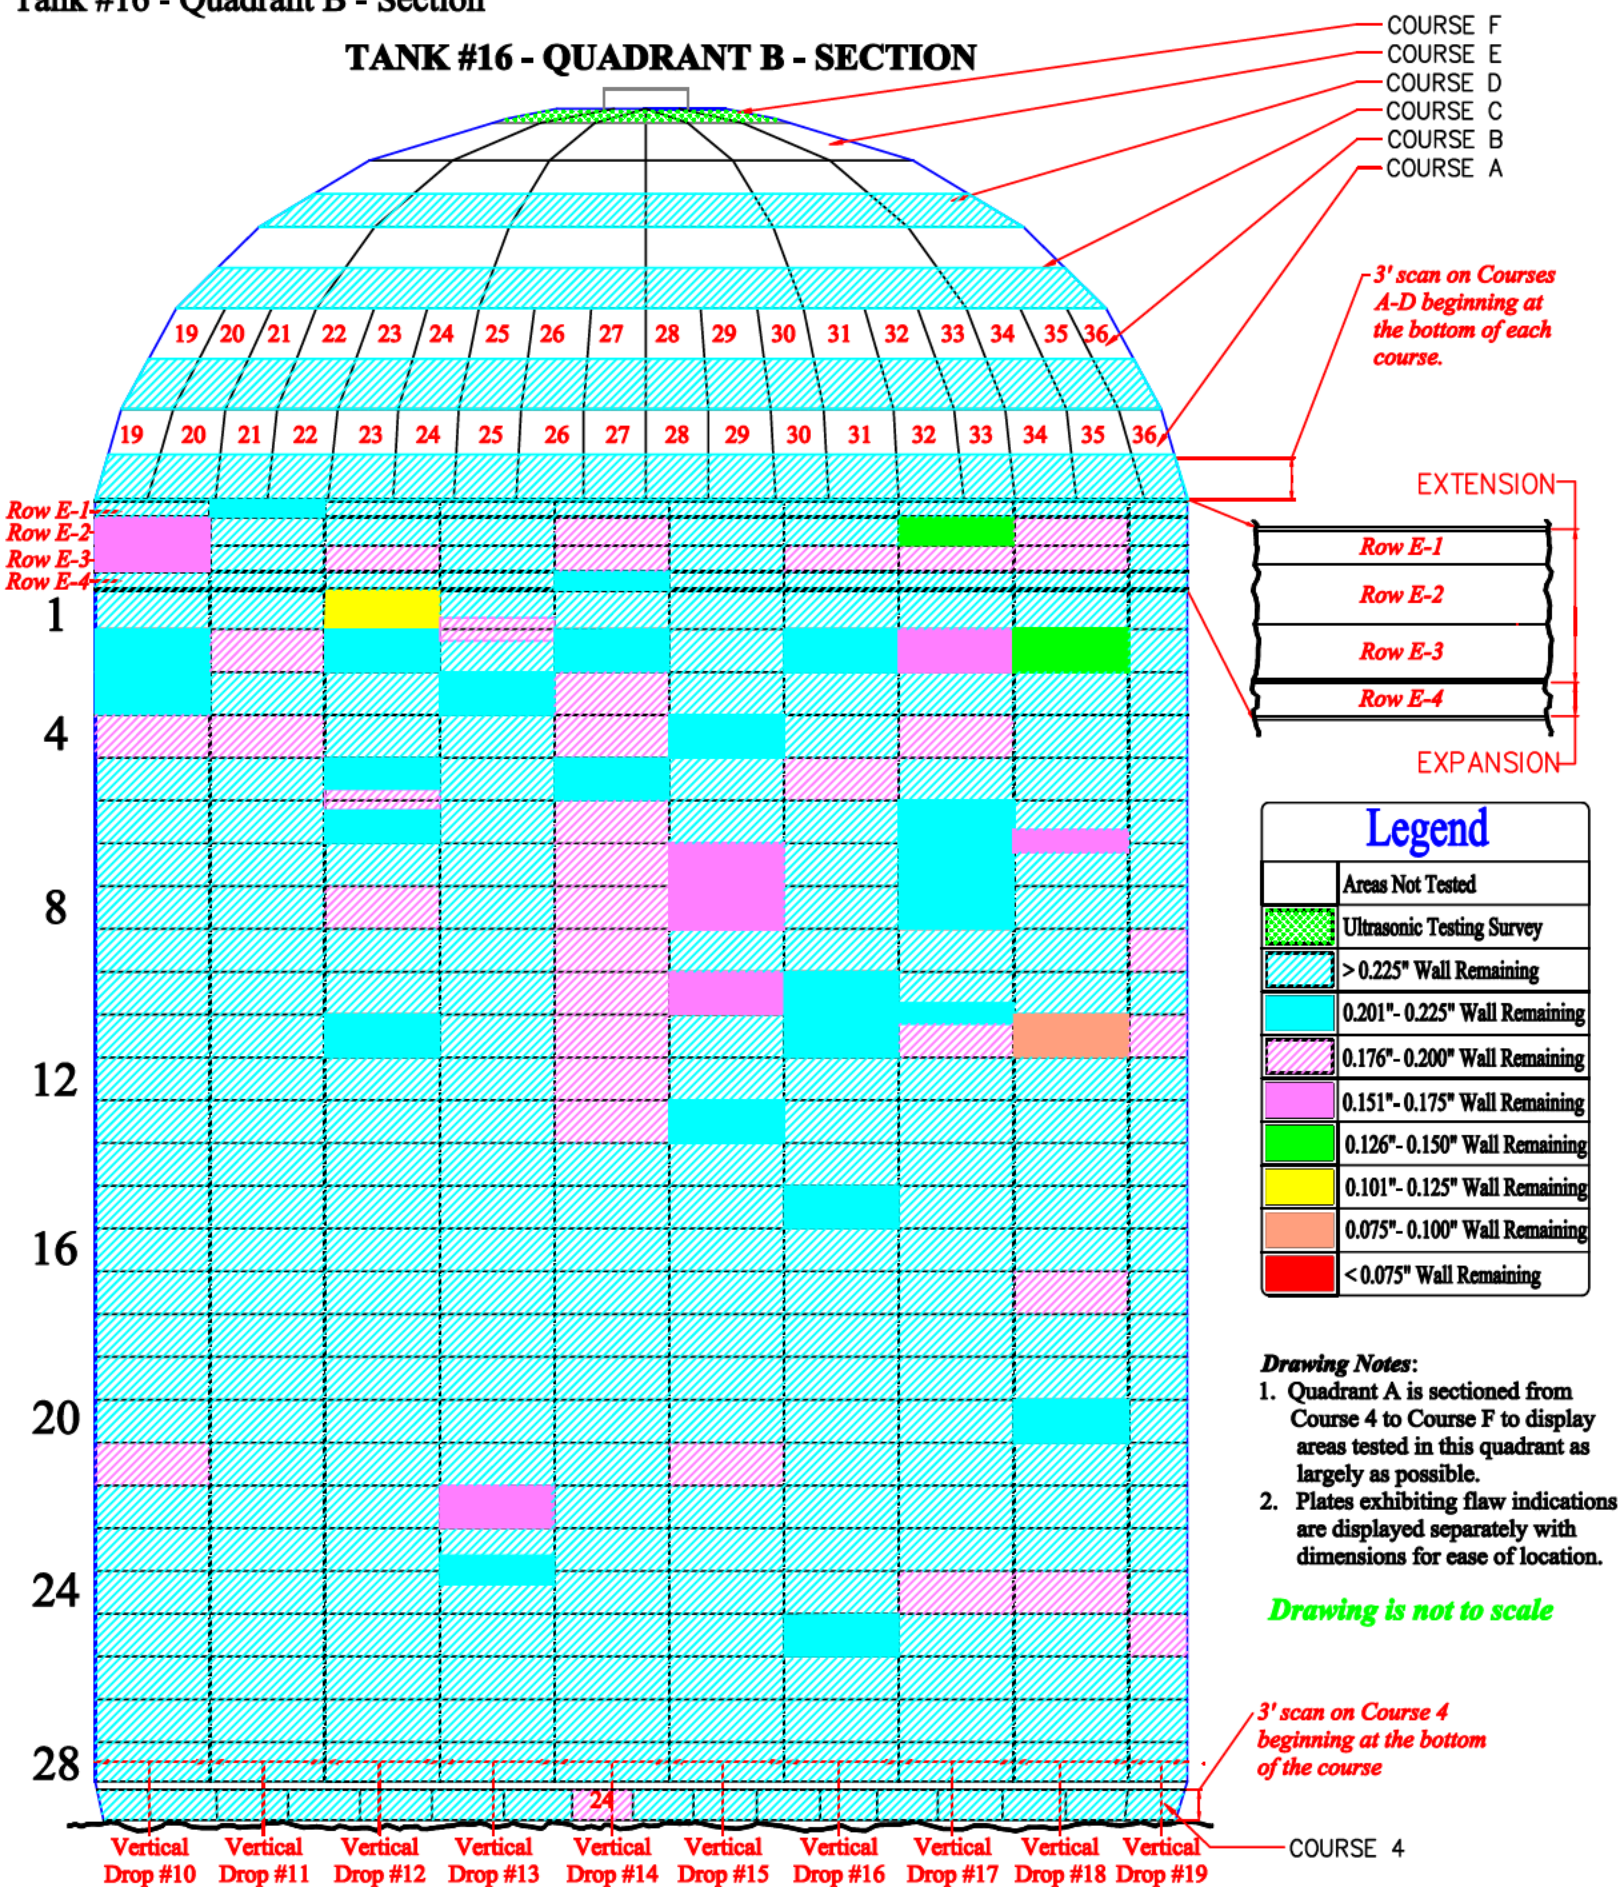 Tank #16 - Quadrant B - Section
TANK #16 - QUADRANT B - SECTION
COURSE F
COURSE E
COURSE D
COURSE C
COURSE B
COURSE A
3' scan on Courses
A-D beginning at
the bottom of each
course.
19 20 21 22 23 24 25 26 27 28 29 30 31 32 33 34 35 36
19 20 21 22 23 24 25 26 27 28 29 30 31 32 33 34 35 36
Row E-1
Row E-2
Row E-3
Row E-4
EXTENSION
Row E-1
Row E-2
Row E-3
Row E-4
EXPANSION
1
4
8
12
16
20
24
28
Legend
Areas Not Tested
Ultrasonic Testing Survey
> 0.225" Wall Remaining
0.201"- 0.225" Wall Remaining
0.176"- 0.200" Wall Remaining
0.151"- 0.175" Wall Remaining
0.126"- 0.150" Wall Remaining
0.101"- 0.125" Wall Remaining
0.075"- 0.100" Wall Remaining
< 0.075" Wall Remaining
Drawing Notes:
1. Quadrant A is sectioned from
Course 4 to Course F to display
areas tested in this quadrant as
largely as possible.
2. Plates exhibiting flaw indications
are displayed separately with
dimensions for ease of location.
Drawing is not to scale
3' scan on Course 4
beginning at the bottom
of the course
24
COURSE 4
Vertical Drop #10
Vertical Drop #11
Vertical Drop #12
Vertical Drop #13
Vertical Drop #14
Vertical Drop #15
Vertical Drop #16
Vertical Drop #17
Vertical Drop #18
Vertical Drop #19